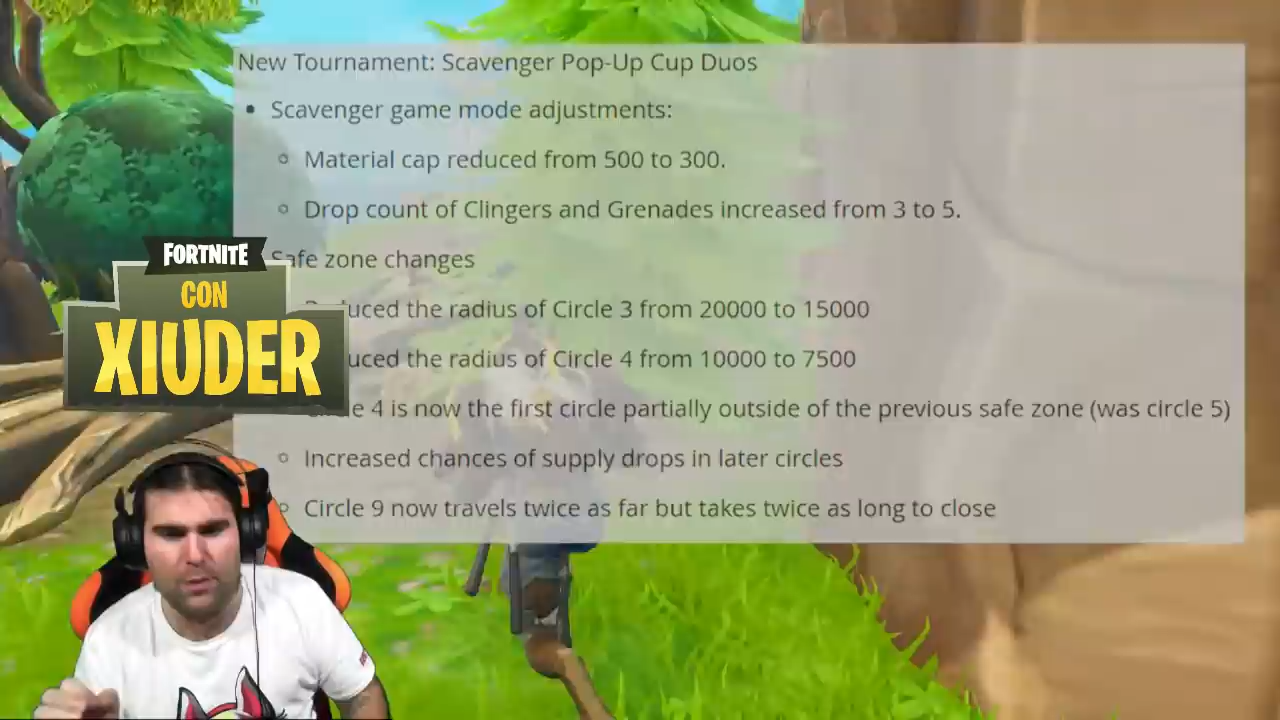 New Tournament: Scavenger Pop-Up Cup Duos
Scavenger game mode adjustments:
Material cap reduced from 500 to 300.
Drop count of Clingers and Grenades increased from 3 to 5.
Safe zone changes
the radius of Circle 3 from 20000 to 15000
the radius of Circle 4 from 10000 to 7500
4 is now the first circle partially outside of the previous safe zone (was circle 5)
Increased chances of supply drops in later circles
Circle 9 now travels twice as far but takes twice as long to close
FORTNITE
CON
XIUDER